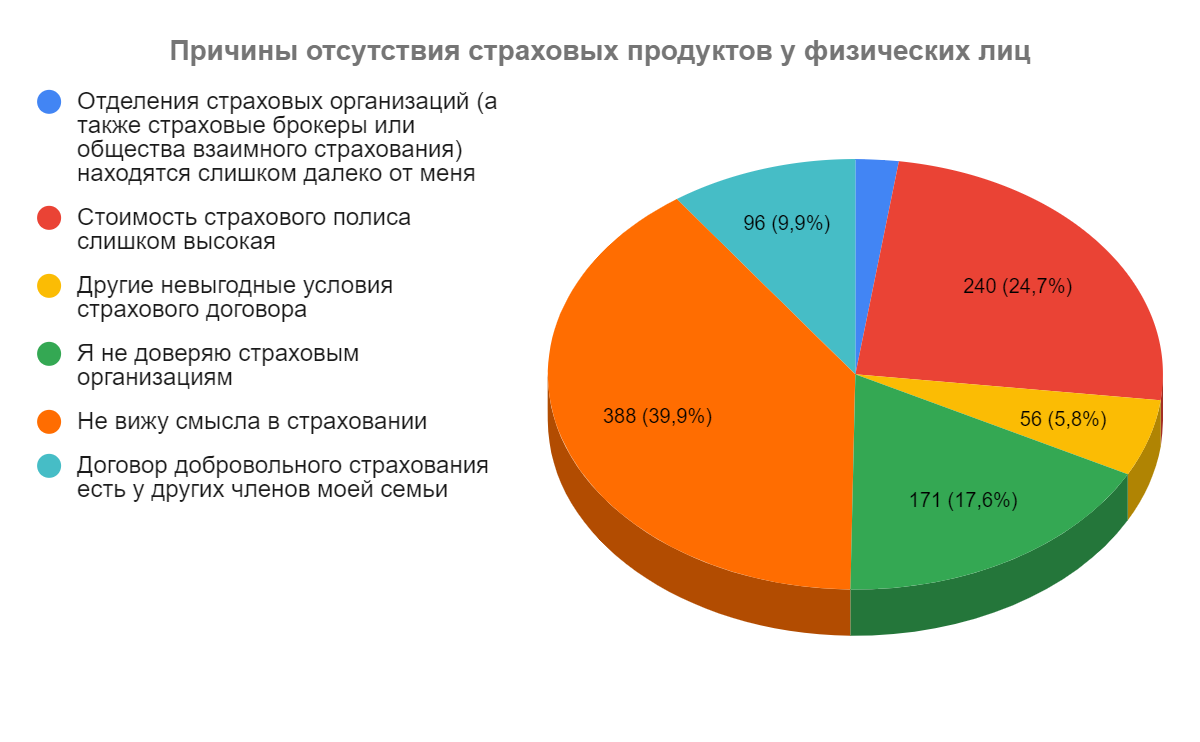 Причины отсутствия страховых продуктов у физических лиц
Отделения страховых организаций (а
также страховые брокеры или
общества взаимного страхования)
находятся слишком далеко от меня
Стоимость страхового полиса
слишком высокая
Другие невыгодные условия
страхового договора
Я не доверяю страховым
организациям
Не вижу смысла в страховании
Договор добровольного страхования
есть у других членов моей семьи
96 (9,9%)
240 (24,7%)
56 (5,8%)
388 (39,9%)
171 (17,6%)